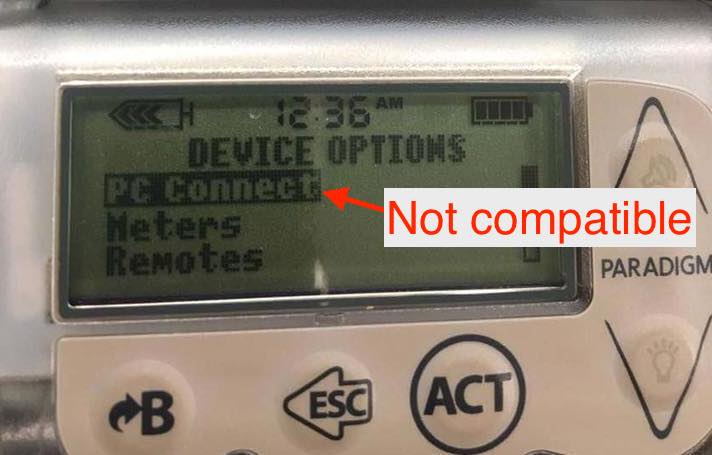 12:36 AM
DEVICE OPTIONS
PC Connect
Not compatible
Meters
Remotes
PARADIGM
B
ESC
ACT